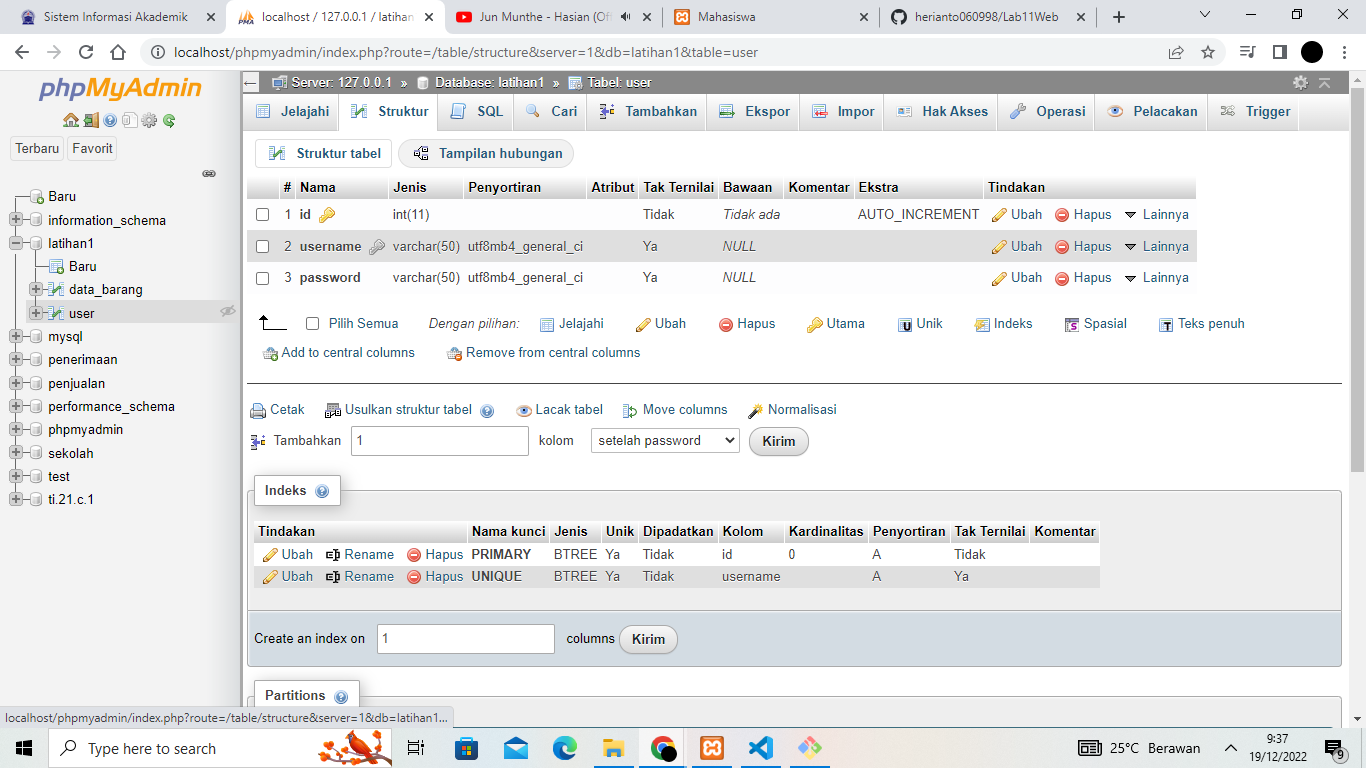 Sistem Informasi Akademik
localhost / 127.0.0.1 / latihan
Jun Munthe - Hasian (Of
Mahasiswa
herianto060998/Lab11Web
localhost/phpmyadmin/index.php?route=/table/structure&server=1&db=latihan1&table=user
phpMyAdmin
Terbaru Favorit
Baru
information_schema
latihan1
Baru
data_barang
user
mysql
penerimaan
penjualan
performance_schema
phpmyadmin
sekolah
test
ti.21.c.1
Server: 127.0.0.1 » Database: latihan1 » Tabel: user
Jelajahi Struktur SQL Cari Tambahkan Ekspor Impor Hak Akses Operasi Pelacakan Trigger
Struktur tabel Tampilan hubungan
# Nama Jenis Penyortiran Atribut Tak Ternilai Bawaan Komentar Ekstra Tindakan
1 id int(11) Tidak Tidak ada AUTO_INCREMENT Ubah Hapus Lainnya
2 username varchar(50) utf8mb4_general_ci Ya NULL Ubah Hapus Lainnya
3 password varchar(50) utf8mb4_general_ci Ya NULL Ubah Hapus Lainnya
Pilih Semua Dengan pilihan: Jelajahi Ubah Hapus Utama Unik Indeks Spasial Teks penuh
Add to central columns Remove from central columns
Cetak Usulkan struktur tabel Lacak tabel Move columns Normalisasi
Tambahkan 1 kolom setelah password Kirim
Indeks
Tindakan Nama kunci Jenis Unik Dipadatkan Kolom Kardinalitas Penyortiran Tak Ternilai Komentar
Ubah Rename Hapus PRIMARY BTREE Ya Tidak id 0 A Tidak
Ubah Rename Hapus UNIQUE BTREE Ya Tidak username A Ya
Create an index on 1 columns Kirim
Partitions
localhost/phpmyadmin/index.php?route=/table/structure&server=1&db=latihan1...
Type here to search
25°C Berawan
9:37
19/12/2022
9